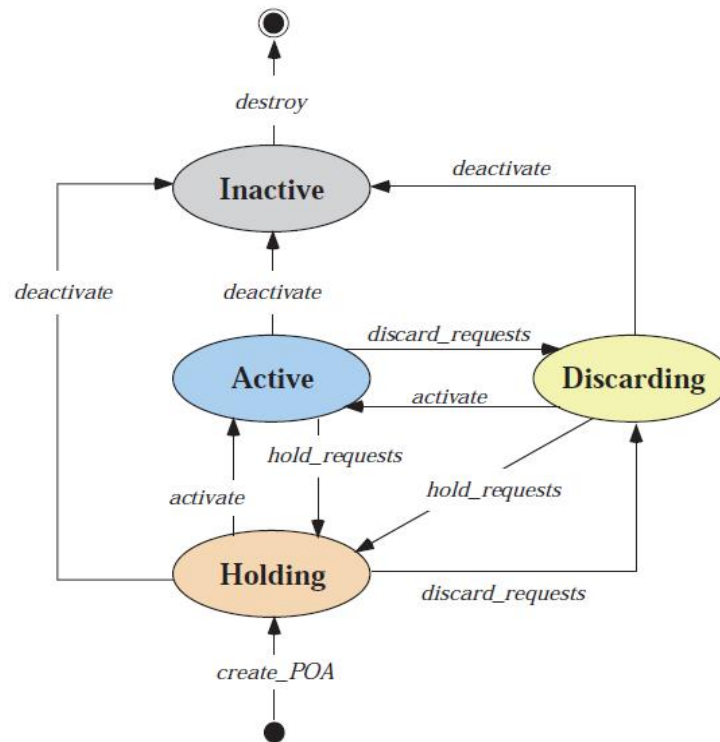 destroy
Inactive
deactivate
deactivate
deactivate
discard_requests
Active
Discarding
activate
hold_requests
hold_requests
activate
Holding
discard_requests
create_POA